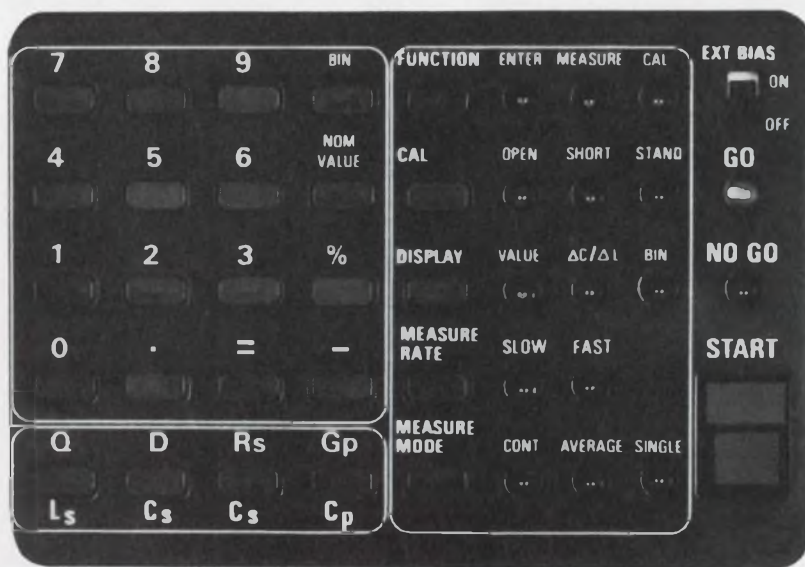 7 8 9 BIN
4 5 6 NOM VALUE
1 2 3 %
0 . = −
Q D Rs Gp
Ls Cs Cs Cp
FUNCTION ENTER MEASURE CAL
CAL OPEN SHORT STAND
DISPLAY VALUE ΔC/ΔL BIN
MEASURE RATE SLOW FAST
MEASURE MODE CONT AVERAGE SINGLE
EXT BIAS
ON
OFF
GO
NO GO
START